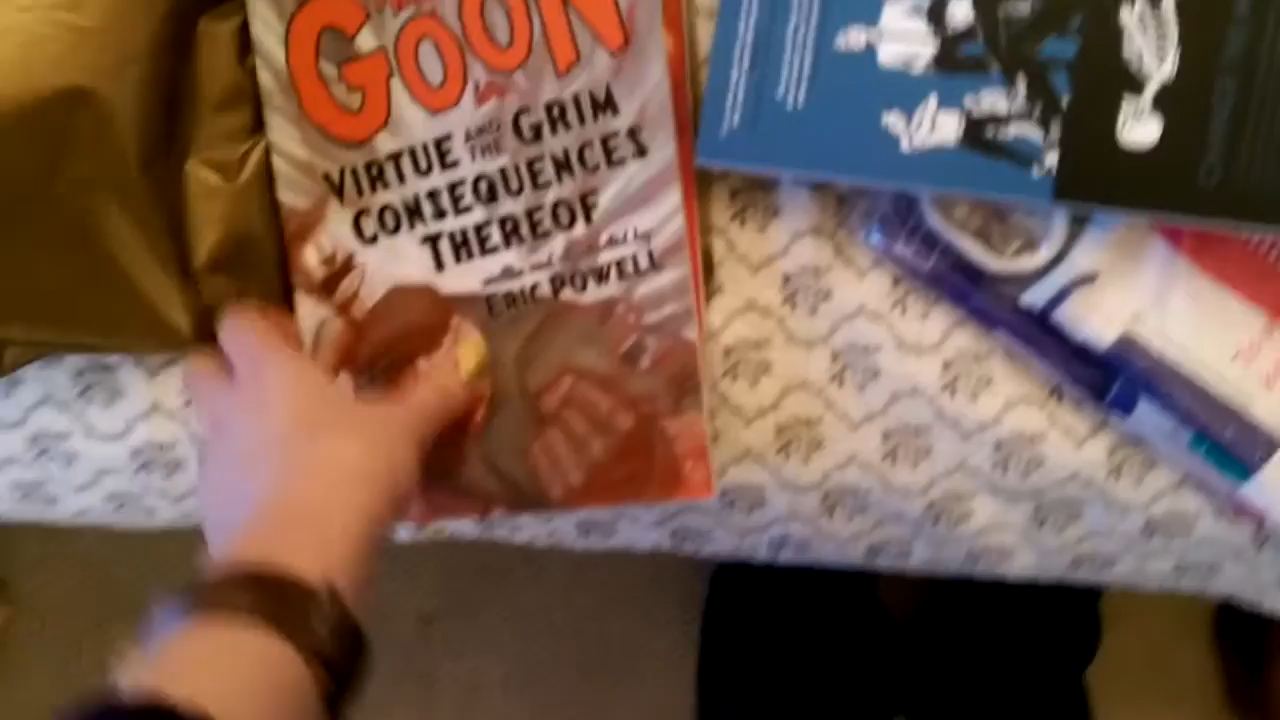 GOON
VIRTUE AND THE GRIM
CONSEQUENCES
THEREOF
ERIC POWELL